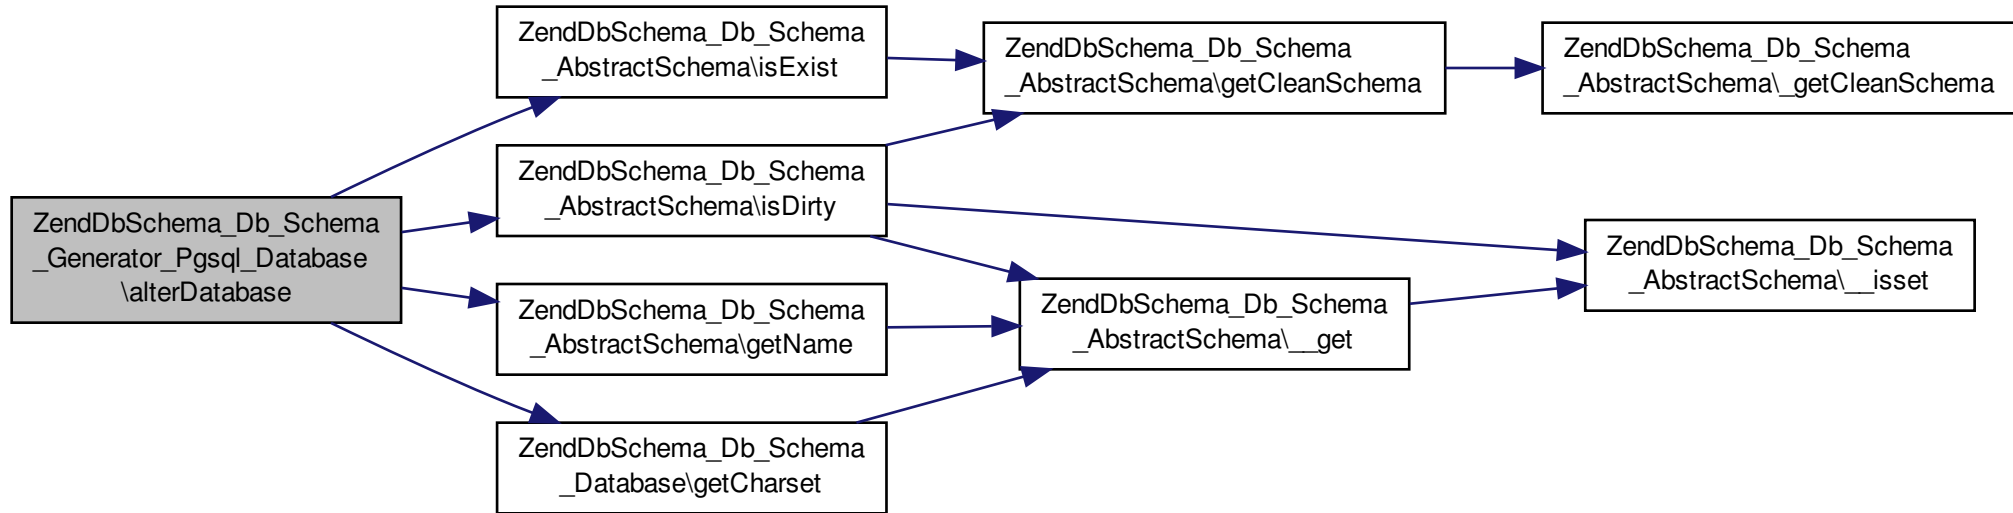 ZendDbSchema_Db_Schema
_Generator_Pgsql_Database
\alterDatabase
ZendDbSchema_Db_Schema
_AbstractSchema\isExist
ZendDbSchema_Db_Schema
_AbstractSchema\isDirty
ZendDbSchema_Db_Schema
_AbstractSchema\getName
ZendDbSchema_Db_Schema
_Database\getCharset
ZendDbSchema_Db_Schema
_AbstractSchema\getCleanSchema
ZendDbSchema_Db_Schema
_AbstractSchema\__get
ZendDbSchema_Db_Schema
_AbstractSchema\_getCleanSchema
ZendDbSchema_Db_Schema
_AbstractSchema\__isset